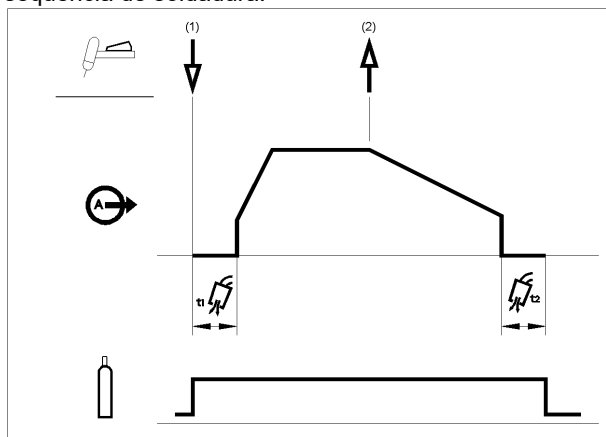 sequência de soldadura.
(1) (2)
A
t1 t2